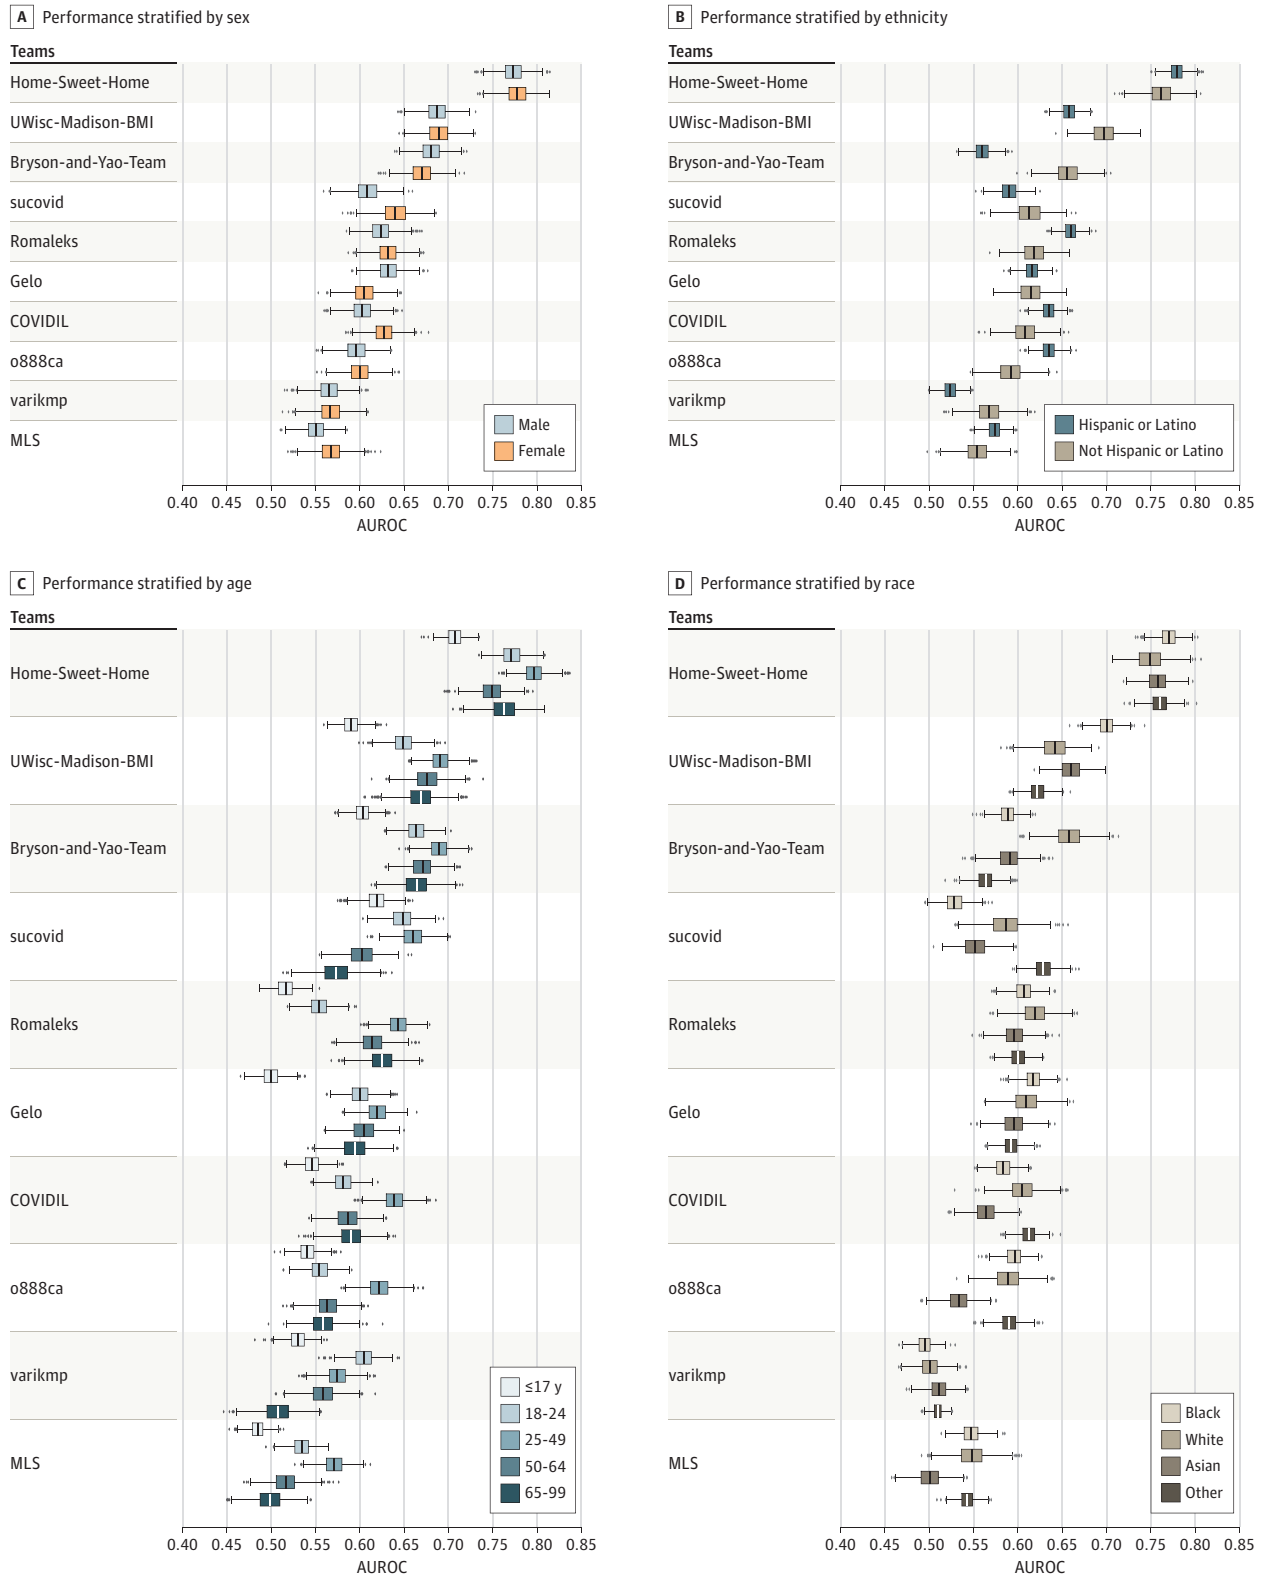 A Performance stratified by sex
Teams
Home-Sweet-Home
UWisc-Madison-BMI
Bryson-and-Yao-Team
sucovid
Romaleks
Gelo
COVIDIL
o888ca
varikmp
MLS
Male
Female
0.40 0.45 0.50 0.55 0.60 0.65 0.70 0.75 0.80 0.85
AUROC
B Performance stratified by ethnicity
Teams
Home-Sweet-Home
UWisc-Madison-BMI
Bryson-and-Yao-Team
sucovid
Romaleks
Gelo
COVIDIL
o888ca
varikmp
MLS
Hispanic or Latino
Not Hispanic or Latino
0.40 0.45 0.50 0.55 0.60 0.65 0.70 0.75 0.80 0.85
AUROC
C Performance stratified by age
Teams
Home-Sweet-Home
UWisc-Madison-BMI
Bryson-and-Yao-Team
sucovid
Romaleks
Gelo
COVIDIL
o888ca
varikmp
MLS
≤17 y
18-24
25-49
50-64
65-99
0.40 0.45 0.50 0.55 0.60 0.65 0.70 0.75 0.80 0.85
AUROC
D Performance stratified by race
Teams
Home-Sweet-Home
UWisc-Madison-BMI
Bryson-and-Yao-Team
sucovid
Romaleks
Gelo
COVIDIL
o888ca
varikmp
MLS
Black
White
Asian
Other
0.40 0.45 0.50 0.55 0.60 0.65 0.70 0.75 0.80 0.85
AUROC